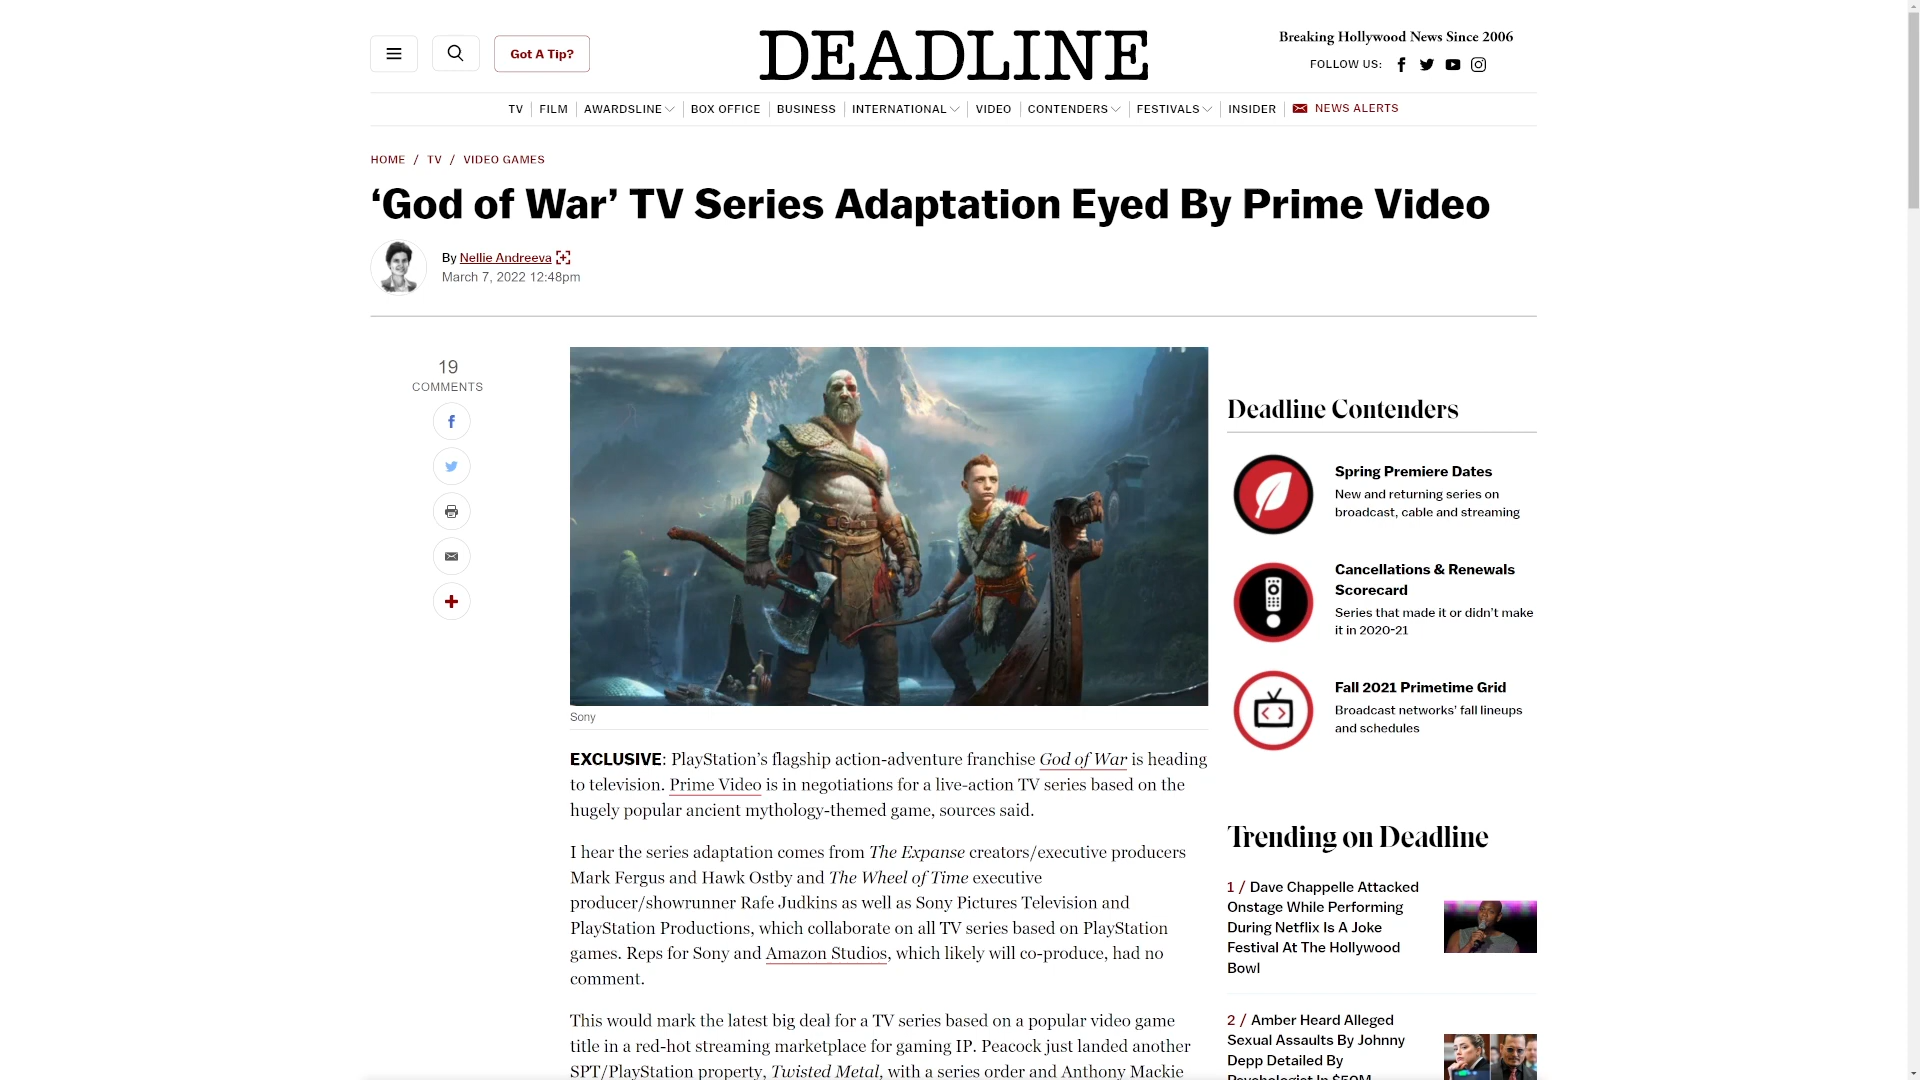 Got A Tip?
DEADLINE
Breaking Hollywood News Since 2006
FOLLOW US:
TV
FILM
AWARDSLINE
BOX OFFICE
BUSINESS
INTERNATIONAL
VIDEO
CONTENDERS
FESTIVALS
INSIDER
NEWS ALERTS
HOME / TV / VIDEO GAMES
‘God of War’ TV Series Adaptation Eyed By Prime Video
By Nellie Andreeva
March 7, 2022 12:48pm
19
COMMENTS
Sony
EXCLUSIVE: PlayStation’s flagship action-adventure franchise God of War is heading
to television. Prime Video is in negotiations for a live-action TV series based on the
hugely popular ancient mythology-themed game, sources said.
I hear the series adaptation comes from The Expanse creators/executive producers
Mark Fergus and Hawk Ostby and The Wheel of Time executive
producer/showrunner Rafe Judkins as well as Sony Pictures Television and
PlayStation Productions, which collaborate on all TV series based on PlayStation
games. Reps for Sony and Amazon Studios, which likely will co-produce, had no
comment.
This would mark the latest big deal for a TV series based on a popular video game
title in a red-hot streaming marketplace for gaming IP. Peacock just landed another
SPT/PlayStation property, Twisted Metal, with a series order and Anthony Mackie
Deadline Contenders
Spring Premiere Dates
New and returning series on
broadcast, cable and streaming
Cancellations & Renewals
Scorecard
Series that made it or didn’t make
it in 2020-21
Fall 2021 Primetime Grid
Broadcast networks’ fall lineups
and schedules
Trending on Deadline
1 / Dave Chappelle Attacked
Onstage While Performing
During Netflix Is A Joke
Festival At The Hollywood
Bowl
2 / Amber Heard Alleged
Sexual Assaults By Johnny
Depp Detailed By
Psychologist In $50M